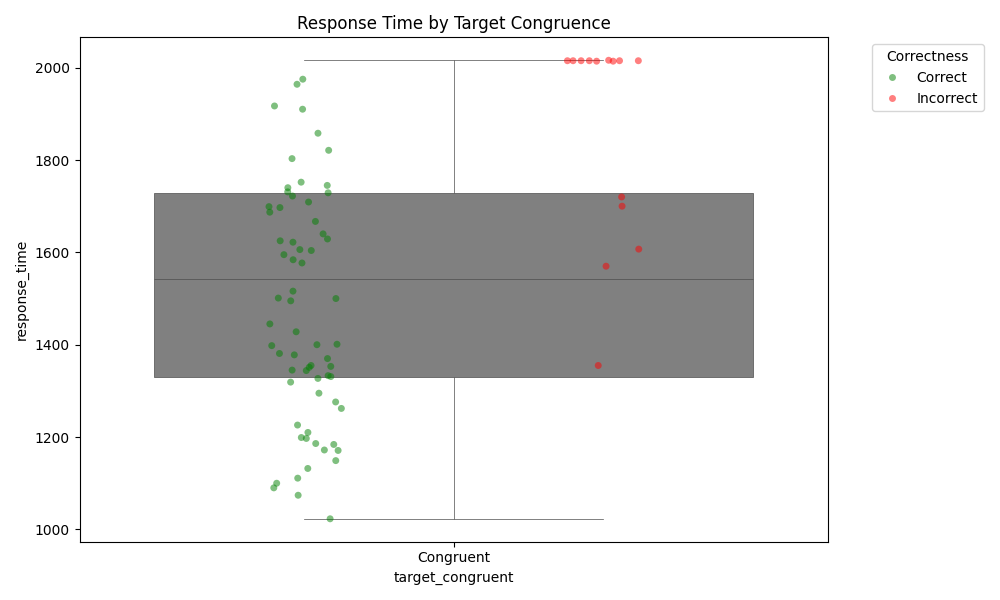 Response Time by Target Congruence
Correctness
Correct
Incorrect
response_time
2000
1800
1600
1400
1200
1000
Congruent
target_congruent